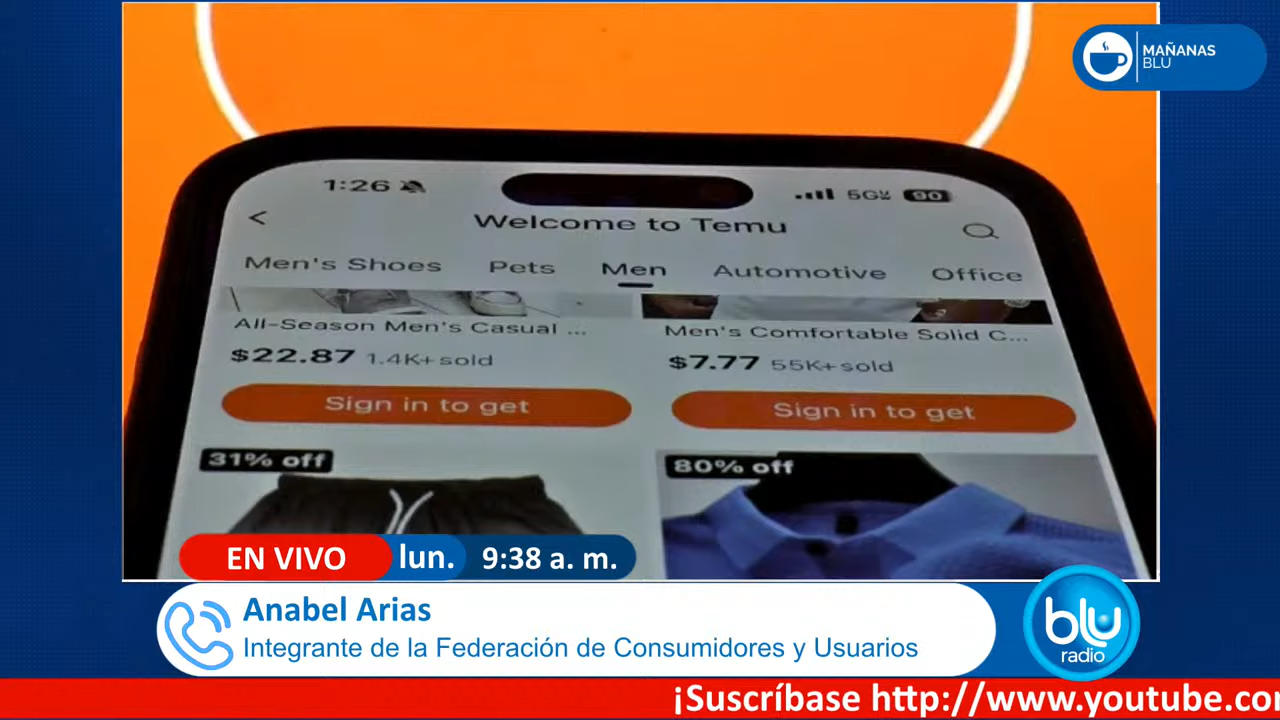 MAÑANAS
BLU
1:26
5G
90
Welcome to Temu
Men's Shoes Pets Men Automotive Office
All-Season Men's Casual ...
Men's Comfortable Solid C...
$22.87 1.4K+ sold
$7.77 55K+ sold
Sign in to get
Sign in to get
31% off
80% off
EN VIVO lun. 9:38 a. m.
Anabel Arias
Integrante de la Federación de Consumidores y Usuarios
blu
radio
¡Suscríbase http://www.youtube.com